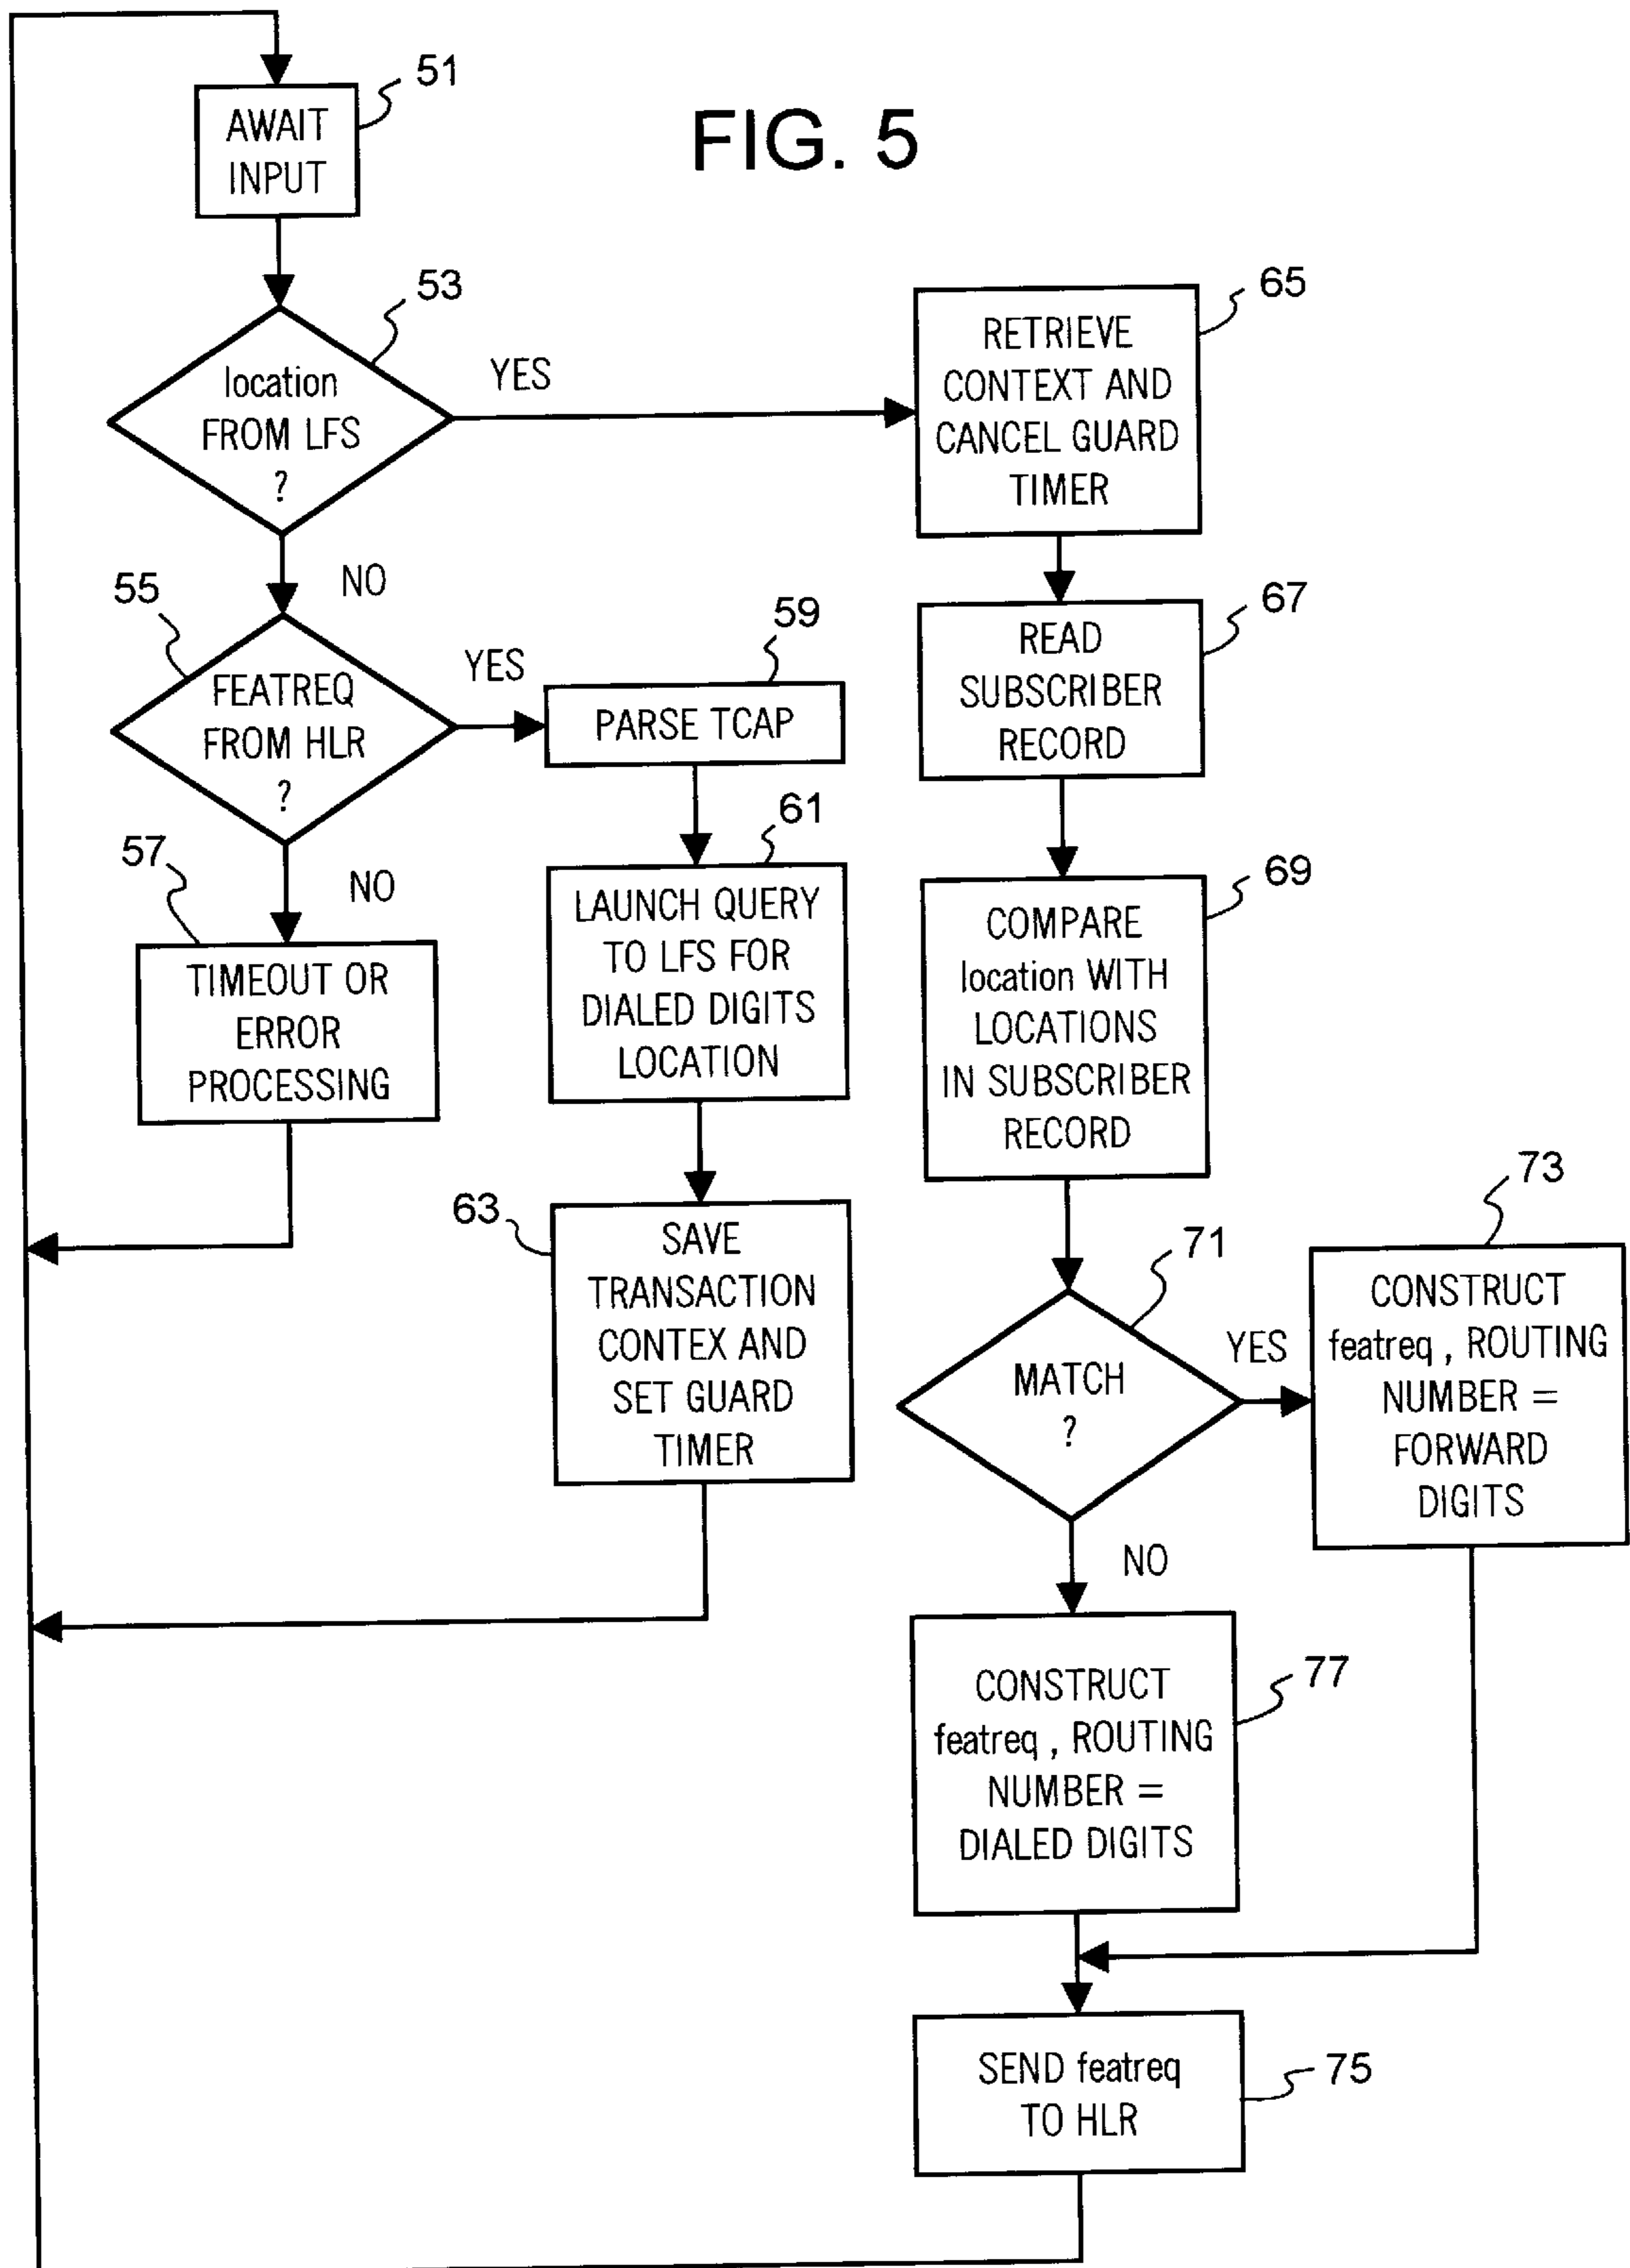 FIG. 5
51
AWAIT
INPUT
53
location
FROM LFS
?
YES
NO
55
FEATREQ
FROM HLR
?
YES
NO
57
TIMEOUT OR
ERROR
PROCESSING
59
PARSE TCAP
61
LAUNCH QUERY
TO LFS FOR
DIALED DIGITS
LOCATION
63
SAVE
TRANSACTION
CONTEX AND
SET GUARD
TIMER
65
RETRIEVE
CONTEXT AND
CANCEL GUARD
TIMER
67
READ
SUBSCRIBER
RECORD
69
COMPARE
location WITH
LOCATIONS
IN SUBSCRIBER
RECORD
71
MATCH
?
YES
NO
73
CONSTRUCT
featreq , ROUTING
NUMBER =
FORWARD
DIGITS
77
CONSTRUCT
featreq , ROUTING
NUMBER =
DIALED DIGITS
75
SEND featreq
TO HLR